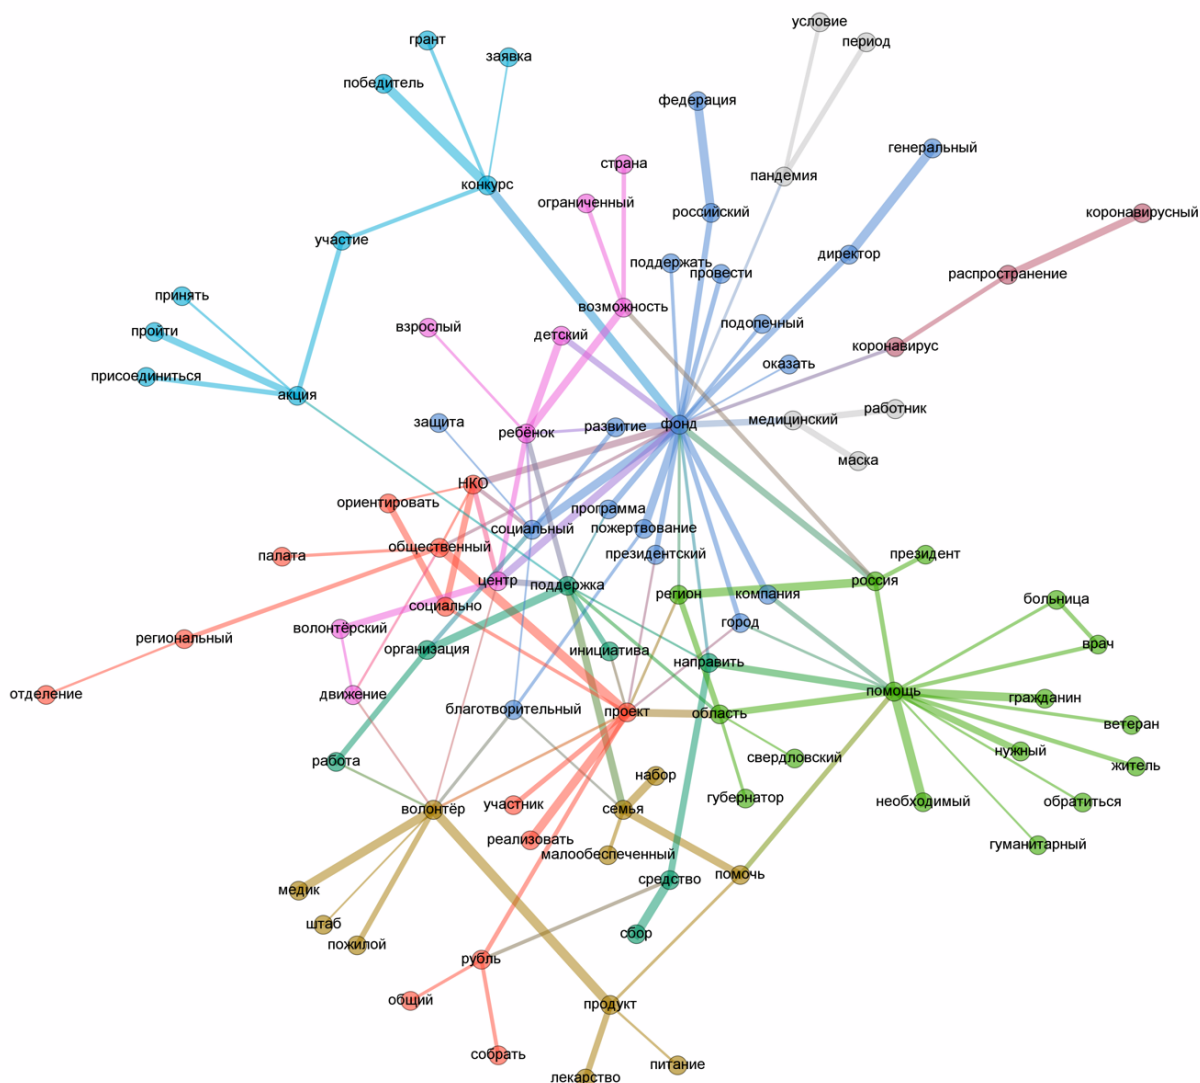 условие
грант
период
заявка
победитель
федерация
генеральный
страна
пандемия
конкурс
ограниченный
российский
коронавирусный
участие
директор
поддержать
провести
распространение
принять
возможность
подопечный
пройти
взрослый
детский
коронавирус
оказать
присоединиться
акция
работник
защита
развитие
фонд
медицинский
ребёнок
маска
НКО
ориентировать
программа
социальный
пожертвование
общественный
палата
президентский
президент
центр
поддержка
россия
регион
компания
больница
социально
город
волонтёрский
региональный
врач
организация
инициатива
направить
отделение
движение
помощь
гражданин
благотворительный
проект
область
ветеран
нужный
свердловский
работа
житель
набор
губернатор
необходимый
обратиться
волонтёр
участник
семья
реализовать
гуманитарный
малообеспеченный
помочь
средство
медик
штаб
сбор
пожилой
рубль
общий
продукт
собрать
питание
лекарство